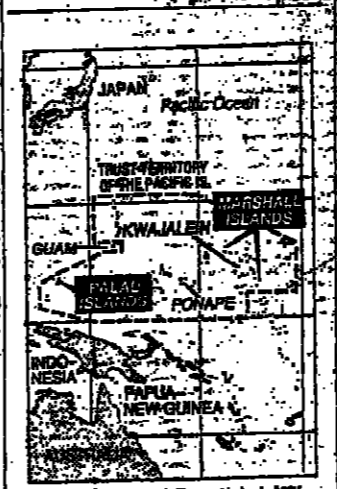 JAPAN
Pacific Ocean
TRUST TERRITORY
OF THE PACIFIC IS.
MARSHALL
ISLANDS
KWAJALEIN
GUAM
PALAU
ISLANDS
PONAPE
INDO-
NESIA
PAPUA
NEW GUINEA
AUSTRALIA